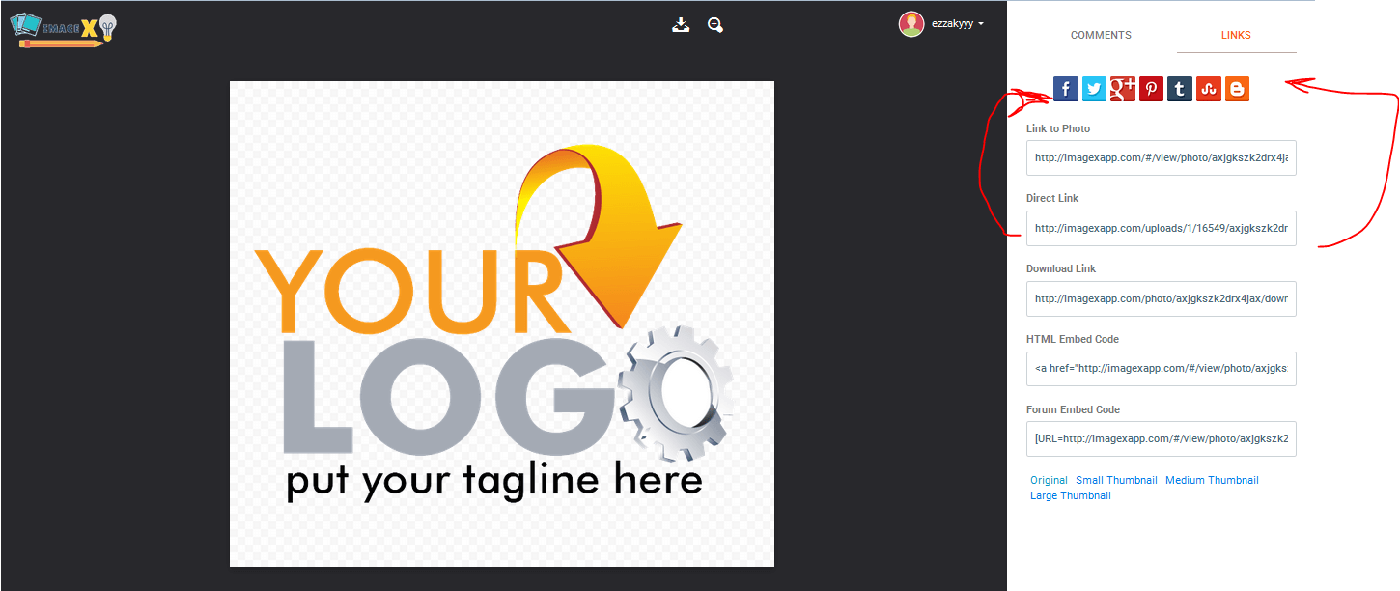 IMAGE X
ezzakyyy
COMMENTS
LINKS
f
g+
t
Link to Photo
http://imagexapp.com/#/view/photo/axjgkszk2drx4ja
Direct Link
http://imagexapp.com/uploads/1/16549/axjgkszk2dr
Download Link
http://imagexapp.com/photo/axjgkszk2drx4jax/down
HTML Embed Code
<a href="http://imagexapp.com/#/view/photo/axjgks
Forum Embed Code
[URL=http://imagexapp.com/#/view/photo/axjgkszk2
Original Small Thumbnail Medium Thumbnail
Large Thumbnail
YOUR
LOGO
put your tagline here